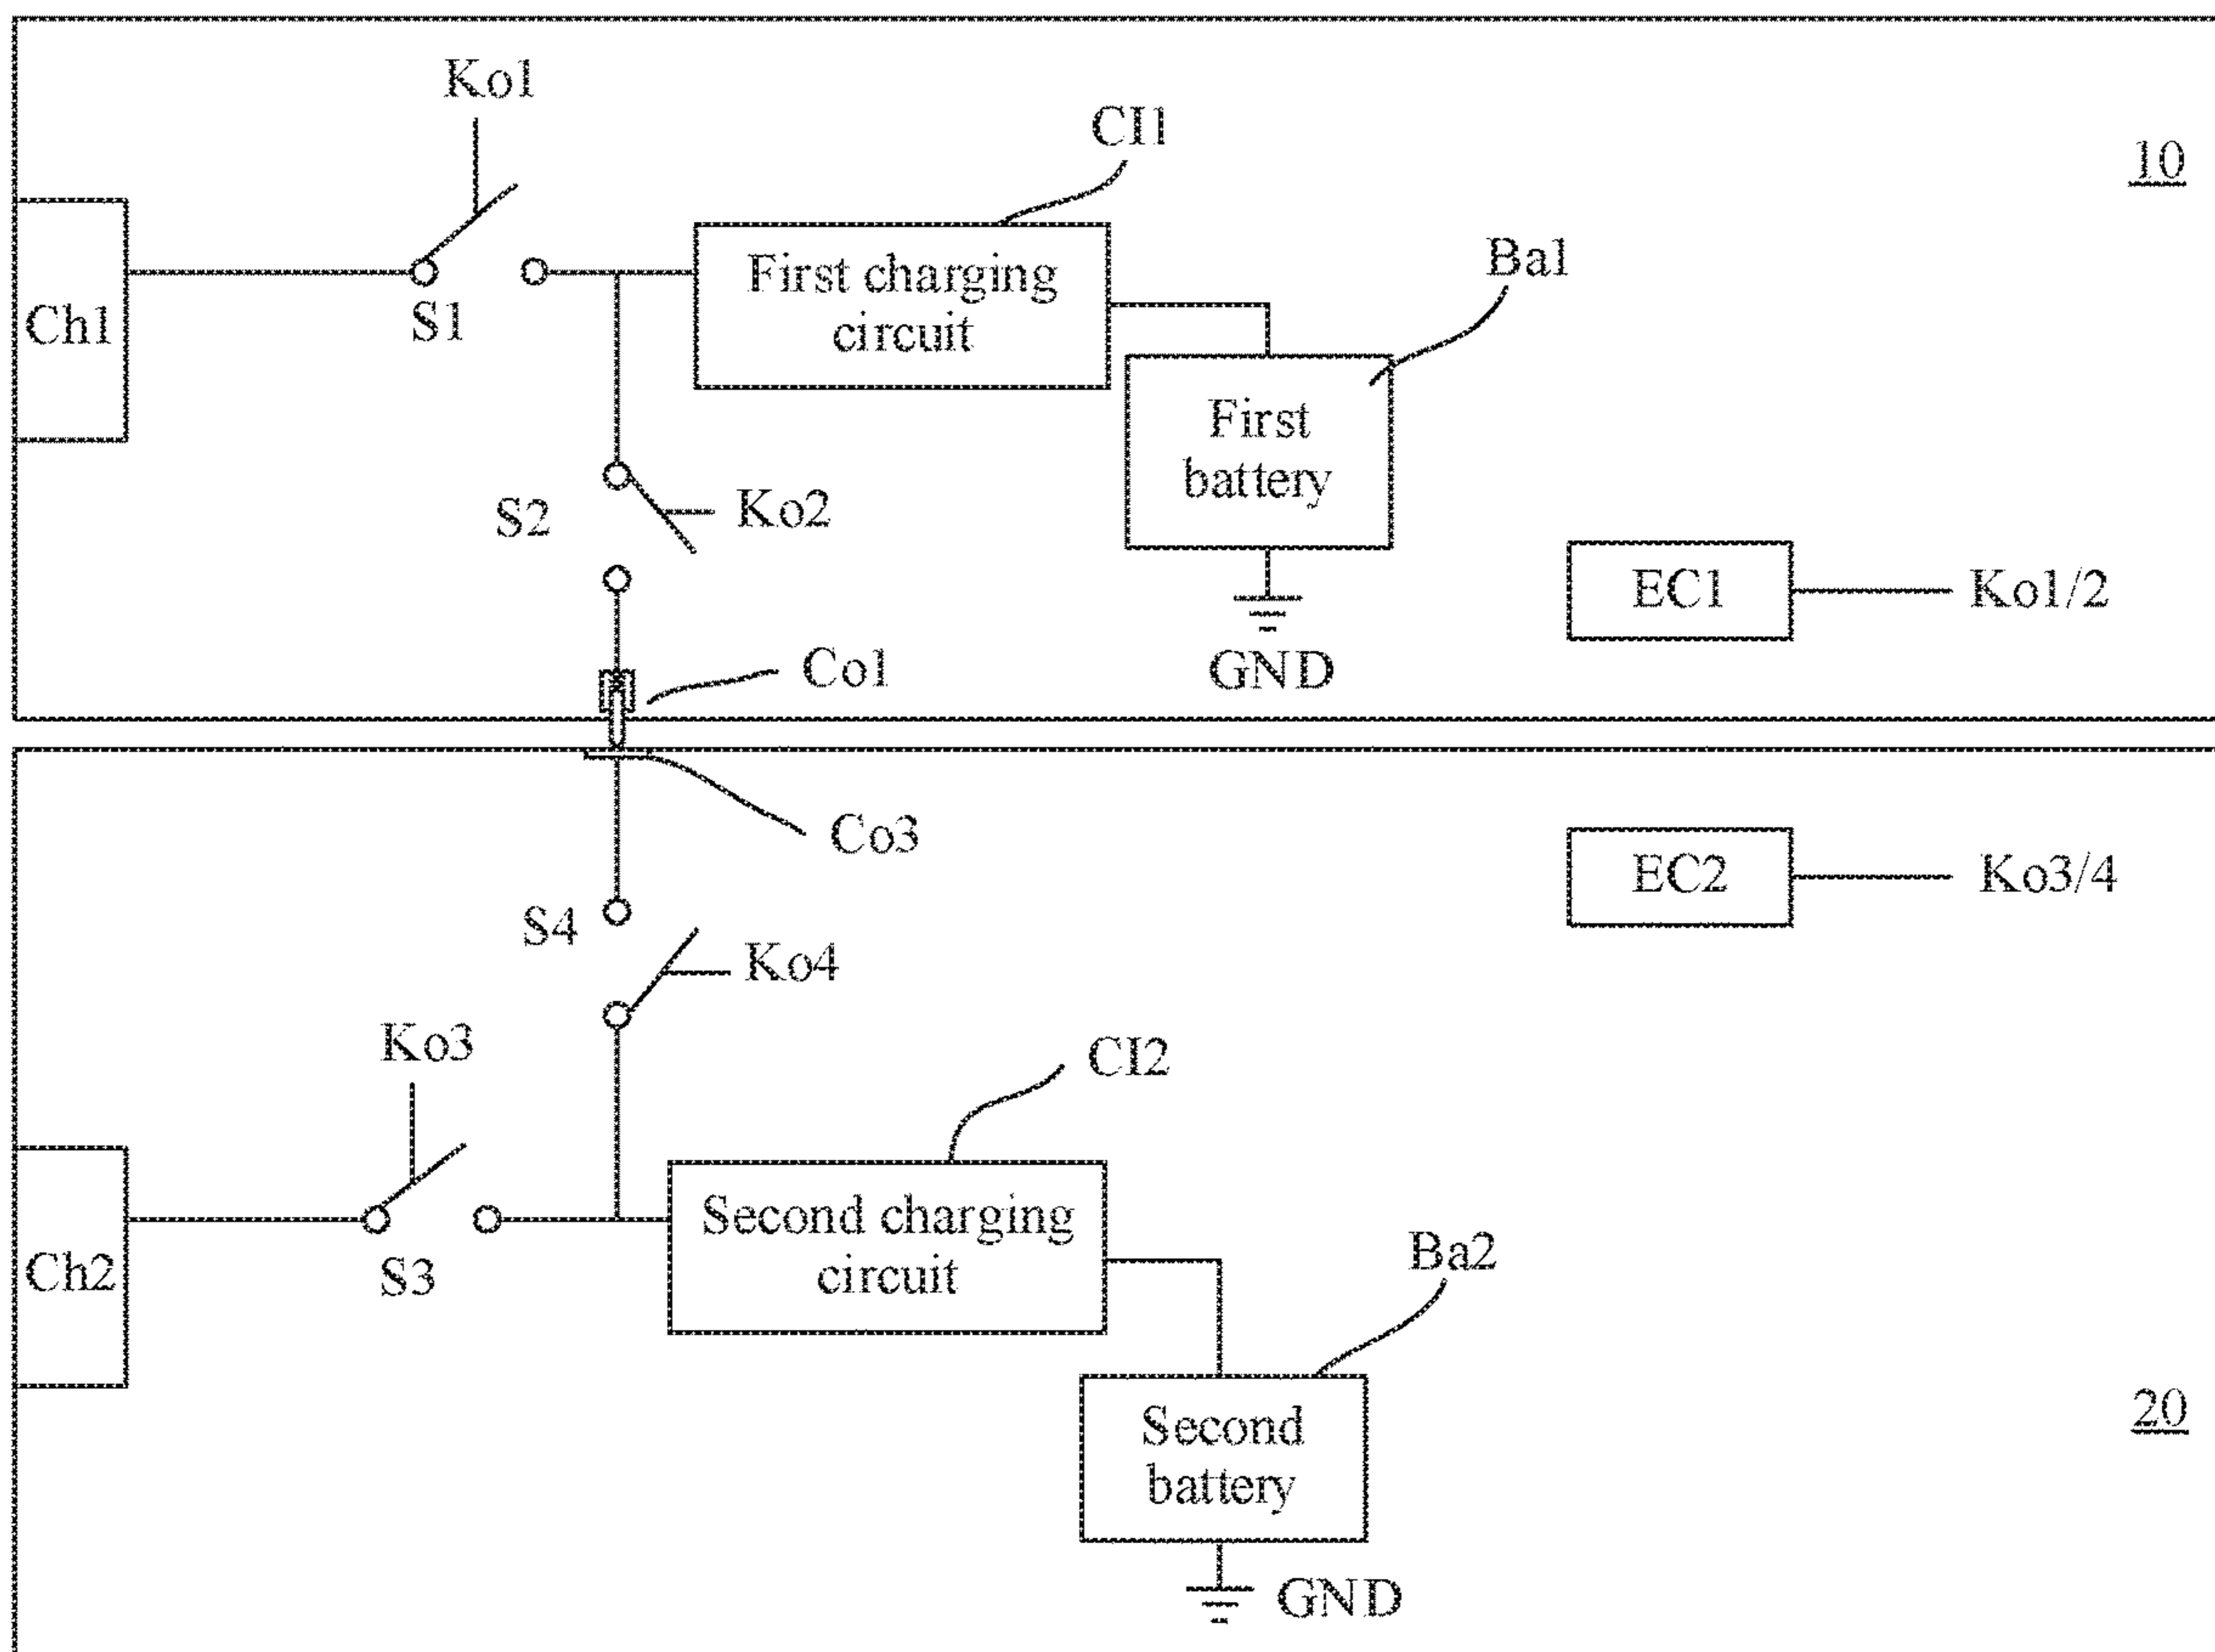 Ko1
CI1
10
Ch1
S1
First charging
circuit
Ba1
First
battery
S2
Ko2
EC1
Ko1/2
Co1
GND
Co3
EC2
Ko3/4
S4
Ko4
Ko3
CI2
Ch2
S3
Second charging
circuit
Ba2
Second
battery
20
GND